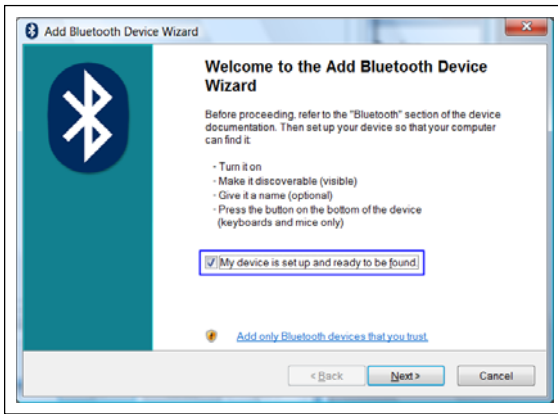 Add Bluetooth Device Wizard
Welcome to the Add Bluetooth Device
Wizard
Before proceeding, refer to the "Bluetooth" section of the device
documentation. Then set up your device so that your computer
can find it:
- Turn it on
- Make it discoverable (visible)
- Give it a name (optional)
- Press the button on the bottom of the device
(keyboards and mice only)
My device is set up and ready to be found.
Add only Bluetooth devices that you trust.
< Back Next > Cancel